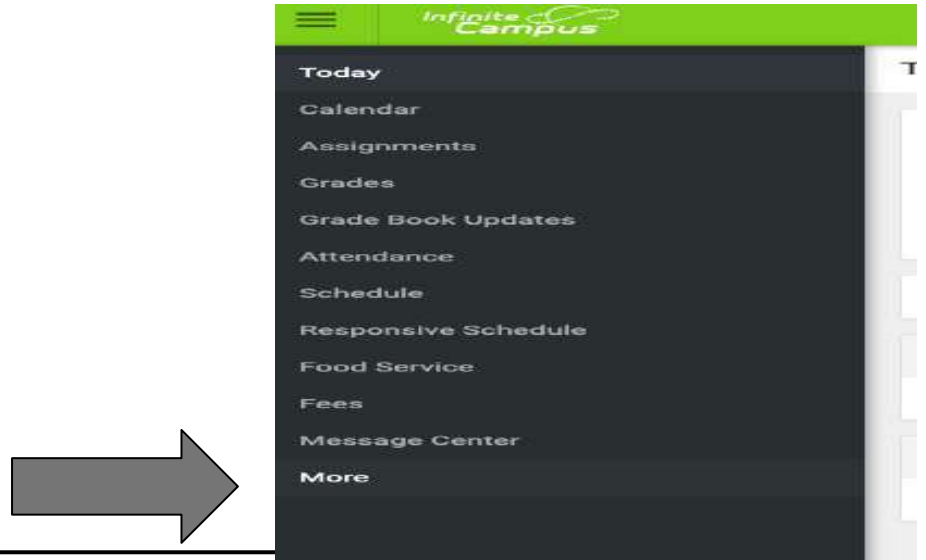 Infinite
Campus
Today
T
Calendar
Assignments
Grades
Grade Book Updates
Attendance
Schedule
Responsive Schedule
Food Service
Fees
Message Center
More